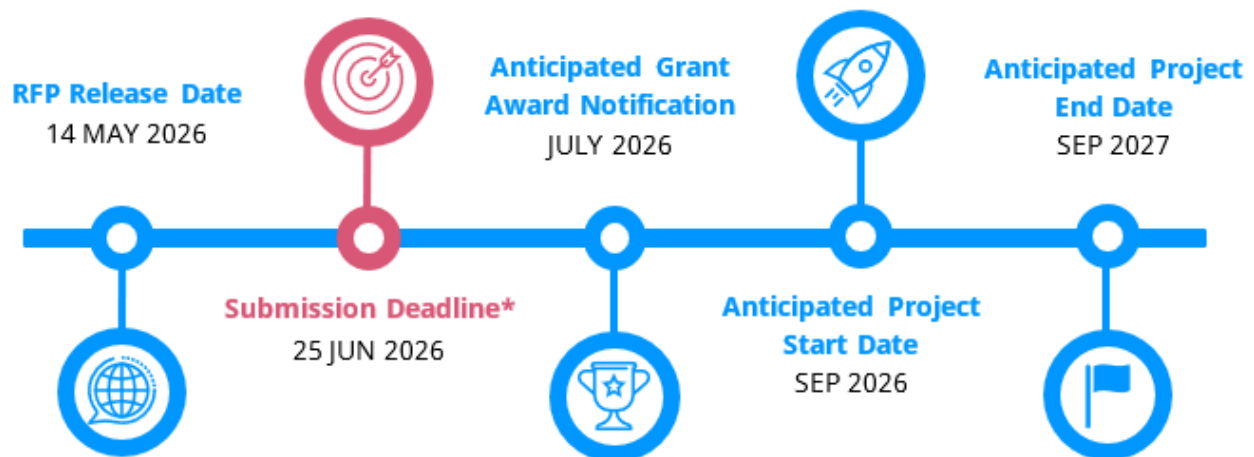 RFP Release Date
14 MAY 2026
Submission Deadline*
25 JUN 2026
Anticipated Grant
Award Notification
JULY 2026
Anticipated Project
Start Date
SEP 2026
Anticipated Project
End Date
SEP 2027